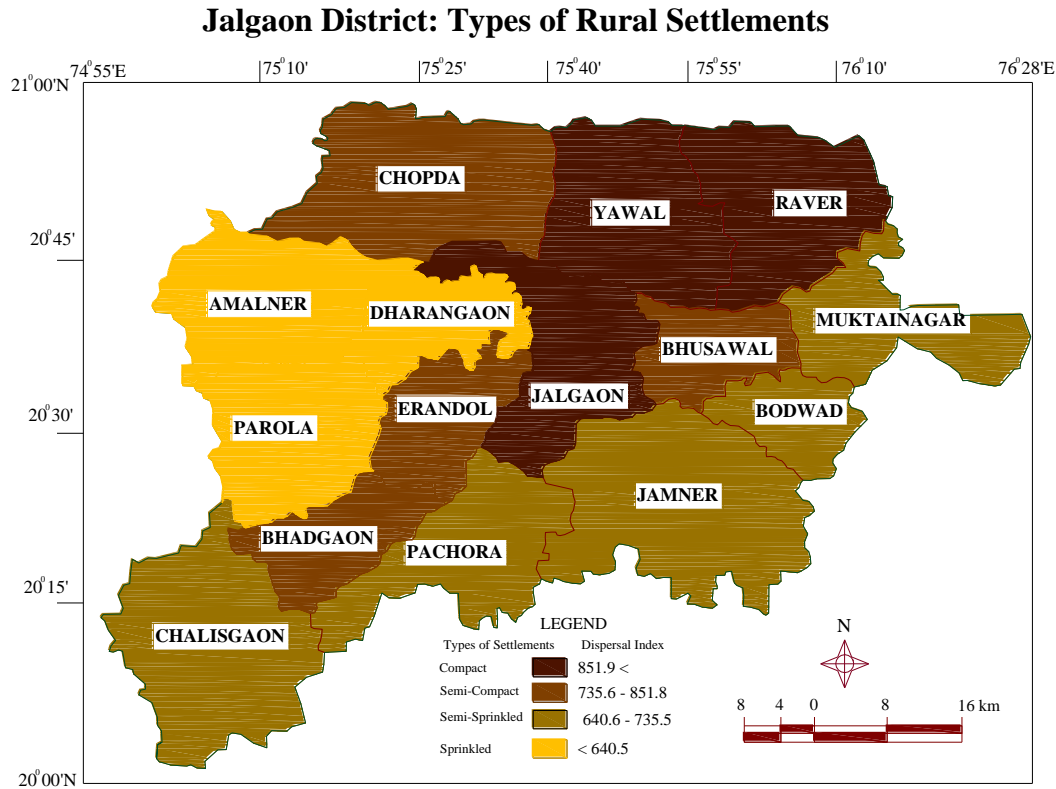 Jalgaon District: Types of Rural Settlements
74°55'E 75°10' 75°25' 75°40' 75°55' 76°10' 76°28'E
21°00'N
CHOPDA
RAVER
YAWAL
20°45'
AMALNER
DHARANGAON
MUKTAINAGAR
BHUSAWAL
JALGAON
ERANDOL
BODWAD
20°30'
PAROLA
JAMNER
BHADGAON
PACHORA
20°15'
CHALISGAON
LEGEND
Types of Settlements Dispersal Index
Compact 851.9 <
Semi-Compact 735.6 - 851.8
Semi-Sprinkled 640.6 - 735.5
Sprinkled < 640.5
N
8 4 0 8 16 km
20°00'N